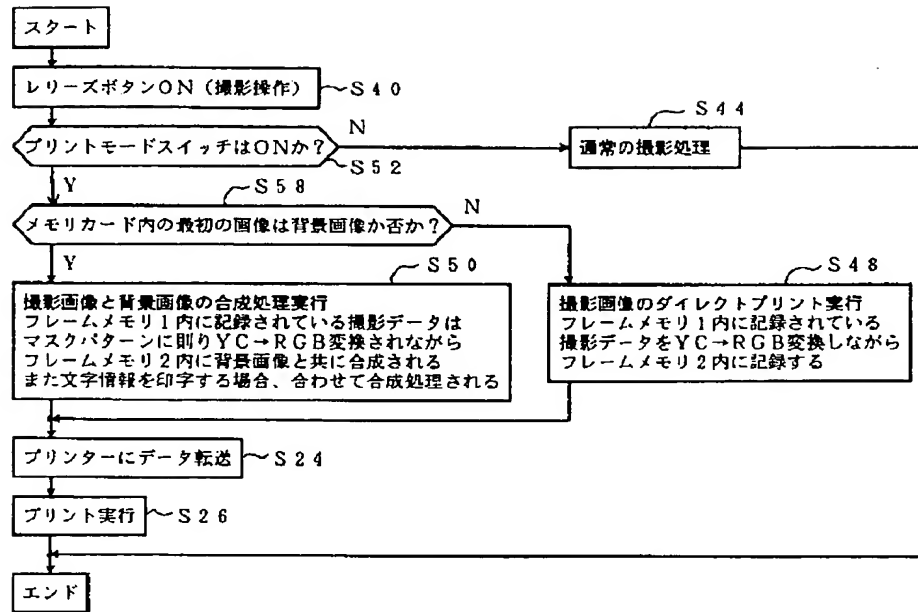 スタート
レリーズボタンON（撮影操作）
S40
プリントモードスイッチはONか？
S52
N
S44
通常の撮影処理
Y
S58
メモリカード内の最初の画像は背景画像か否か？
N
Y
S50
撮影画像と背景画像の合成処理実行
フレームメモリ1内に記録されている撮影データは
マスクパターンに則りYC→RGB変換されながら
フレームメモリ2内に背景画像と共に合成される
また文字情報を印字する場合、合わせて合成処理される
S48
撮影画像のダイレクトプリント実行
フレームメモリ1内に記録されている
撮影データをYC→RGB変換しながら
フレームメモリ2内に記録する
プリンターにデータ転送
S24
プリント実行
S26
エンド